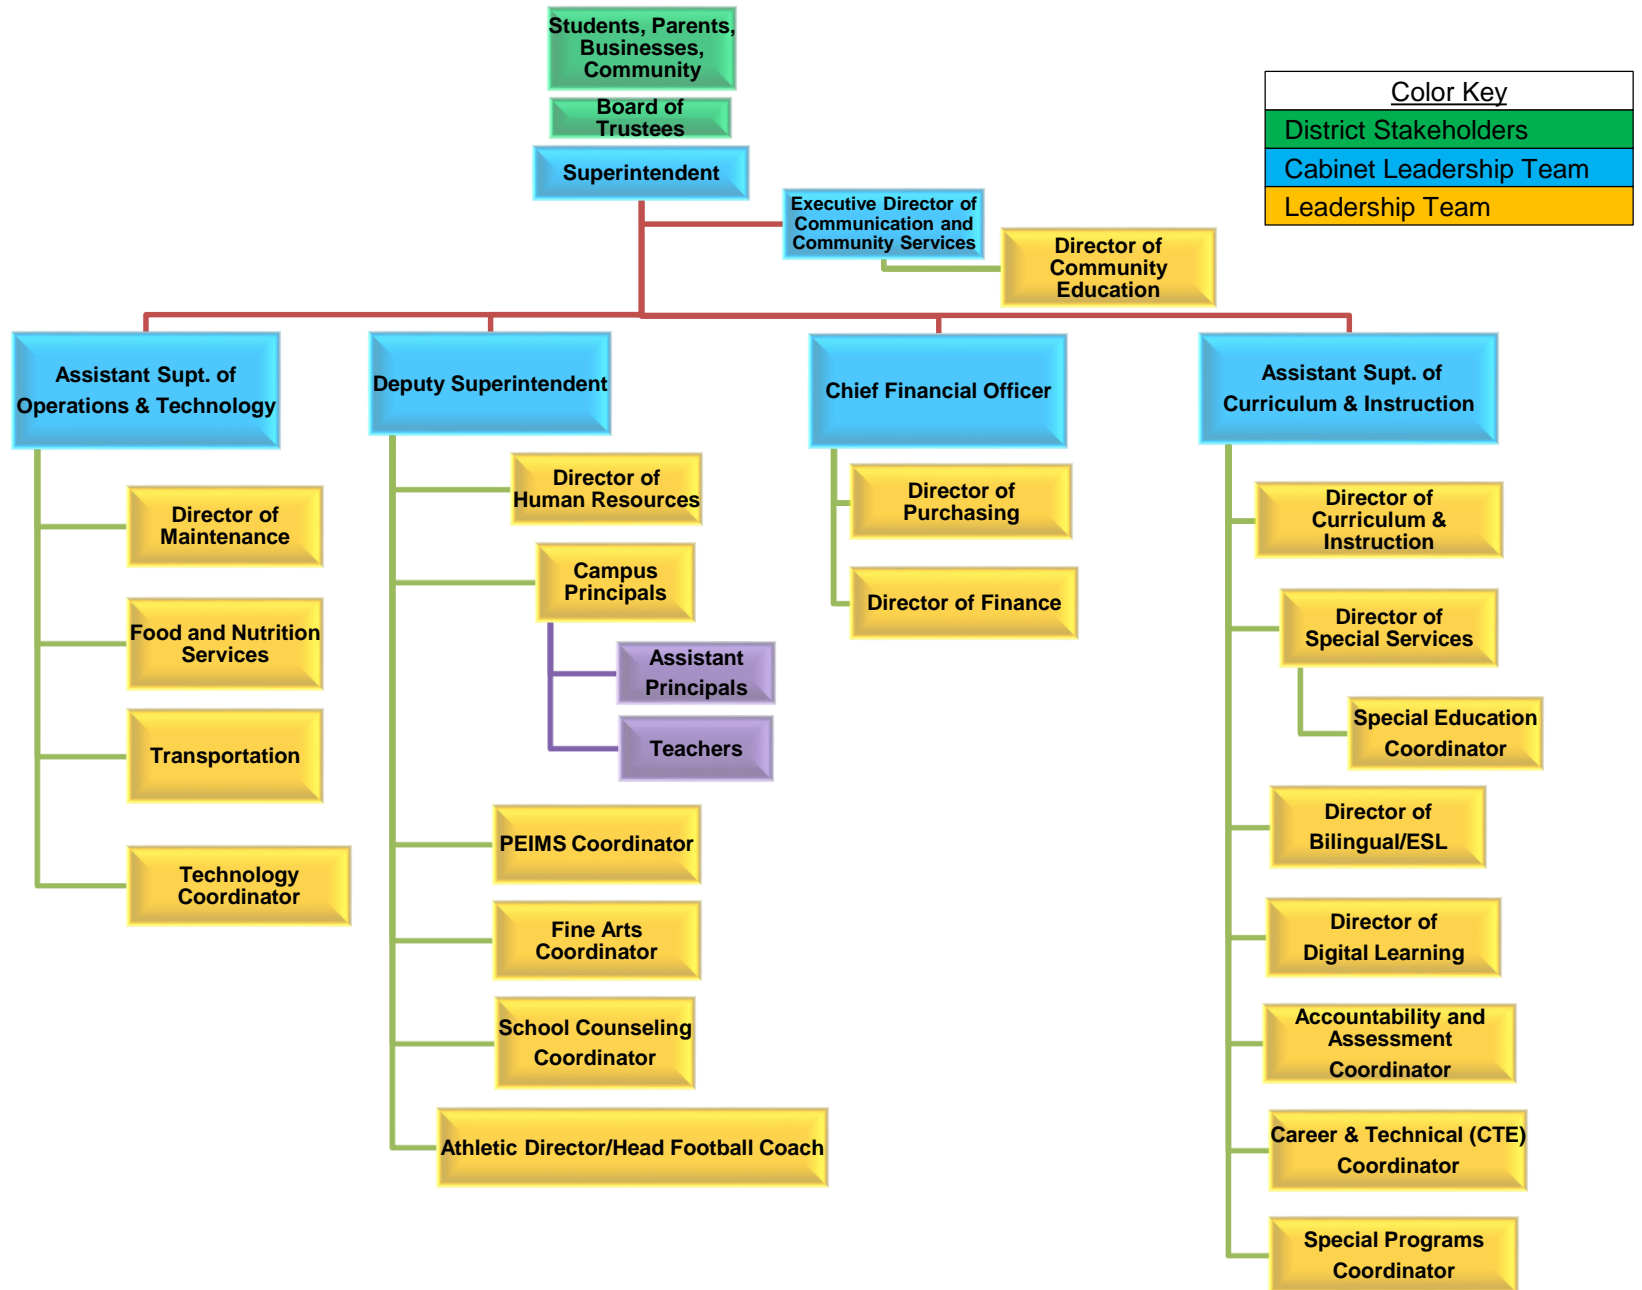 Students, Parents,
Businesses,
Community
Board of
Trustees
Superintendent
Executive Director of
Communication and
Community Services
Director of
Community
Education
Color Key
District Stakeholders
Cabinet Leadership Team
Leadership Team
Assistant Supt. of
Operations & Technology
Director of
Maintenance
Food and Nutrition
Services
Transportation
Technology
Coordinator
Deputy Superintendent
Director of
Human Resources
Campus
Principals
Assistant
Principals
Teachers
PEIMS Coordinator
Fine Arts
Coordinator
School Counseling
Coordinator
Athletic Director/Head Football Coach
Chief Financial Officer
Director of
Purchasing
Director of Finance
Assistant Supt. of
Curriculum & Instruction
Director of
Curriculum &
Instruction
Director of
Special Services
Special Education
Coordinator
Director of
Bilingual/ESL
Director of
Digital Learning
Accountability and
Assessment
Coordinator
Career & Technical (CTE)
Coordinator
Special Programs
Coordinator